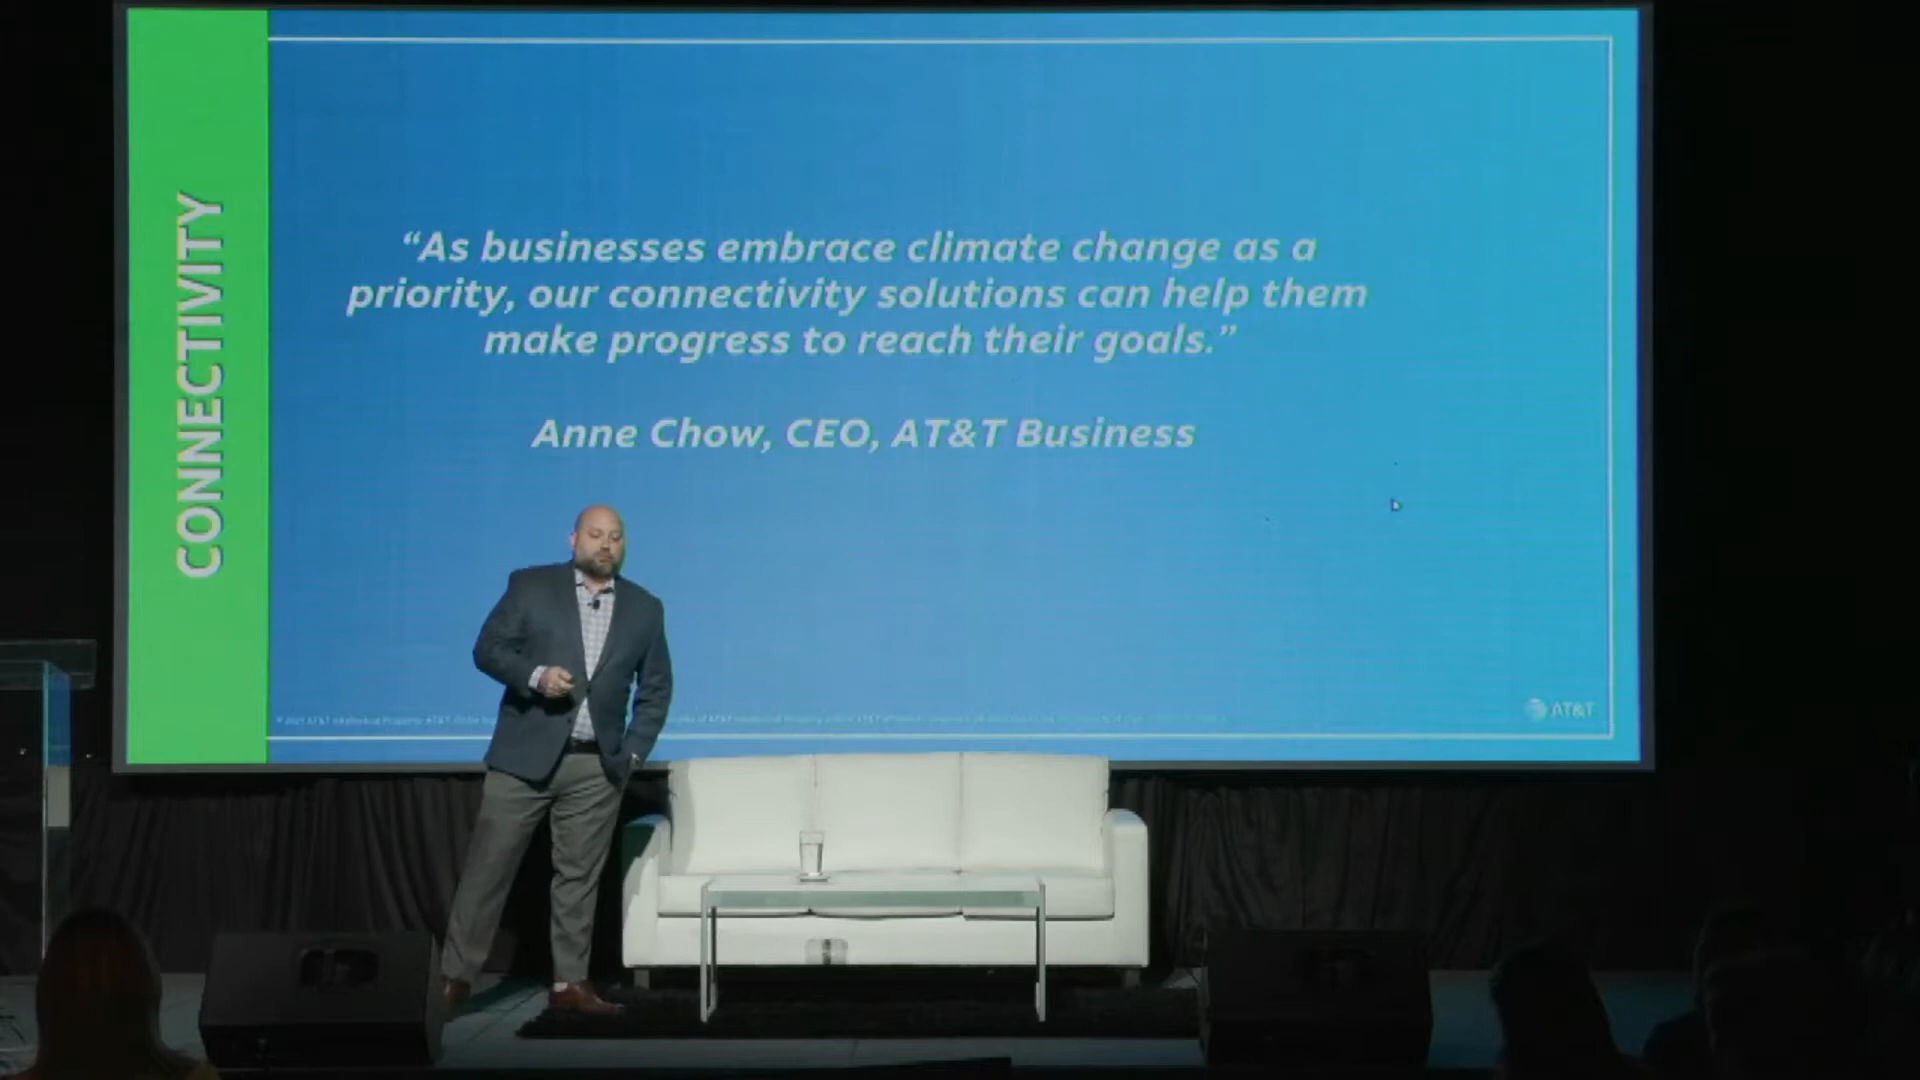 CONNECTIVITY
“As businesses embrace climate change as a
priority, our connectivity solutions can help them
make progress to reach their goals.”
Anne Chow, CEO, AT&T Business
AT&T